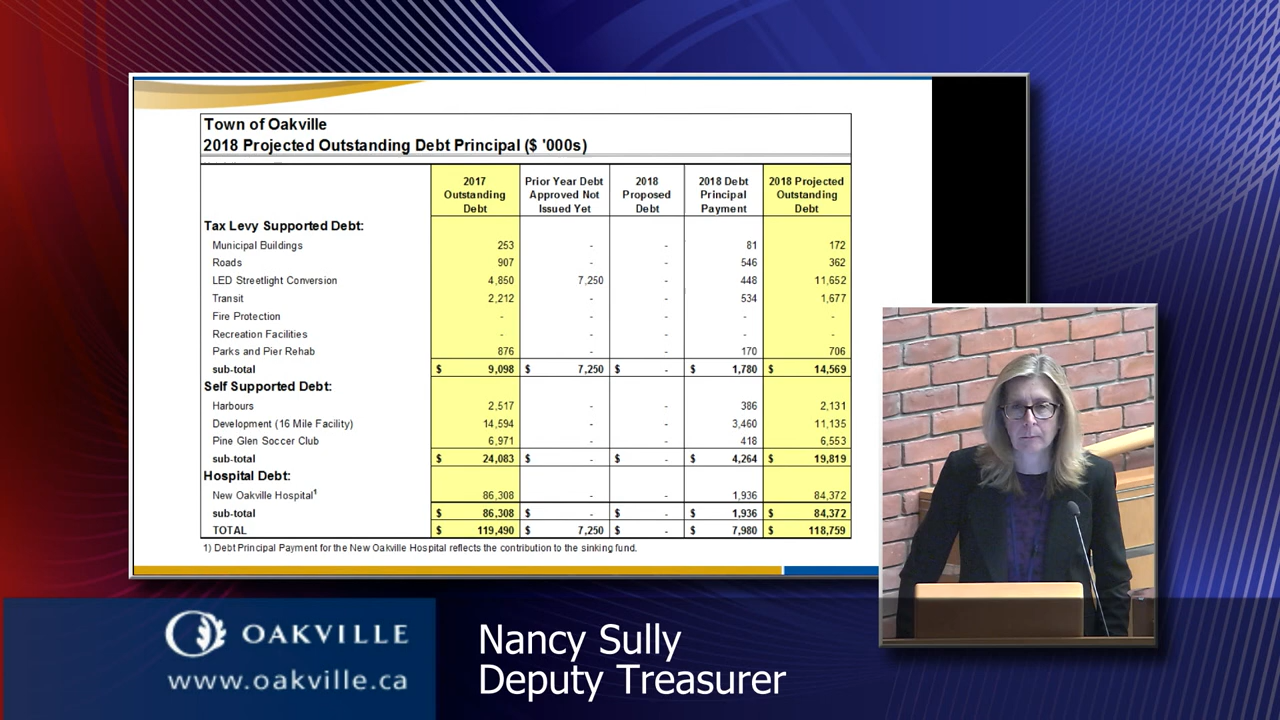 Town of Oakville
2018 Projected Outstanding Debt Principal ($ '000s)
2017 Outstanding Debt | Prior Year Debt Approved Not Issued Yet | 2018 Proposed Debt | 2018 Debt Principal Payment | 2018 Projected Outstanding Debt
Tax Levy Supported Debt:
Municipal Buildings 253 - - 81 172
Roads 907 - - 546 362
LED Streetlight Conversion 4,850 7,250 - 448 11,652
Transit 2,212 - - 534 1,677
Fire Protection - - - - -
Recreation Facilities - - - - -
Parks and Pier Rehab 876 - - 170 706
sub-total $ 9,098 $ 7,250 $ - $ 1,780 $ 14,569
Self Supported Debt:
Harbours 2,517 - - 386 2,131
Development (16 Mile Facility) 14,594 - - 3,460 11,135
Pine Glen Soccer Club 6,971 - - 418 6,553
sub-total $ 24,083 $ - $ - $ 4,264 $ 19,819
Hospital Debt:
New Oakville Hospital1 86,308 - - 1,936 84,372
sub-total $ 86,308 $ - $ - $ 1,936 $ 84,372
TOTAL $ 119,490 $ 7,250 $ - $ 7,980 $ 118,759
1) Debt Principal Payment for the New Oakville Hospital reflects the contribution to the sinking fund.
OAKVILLE
www.oakville.ca
Nancy Sully
Deputy Treasurer